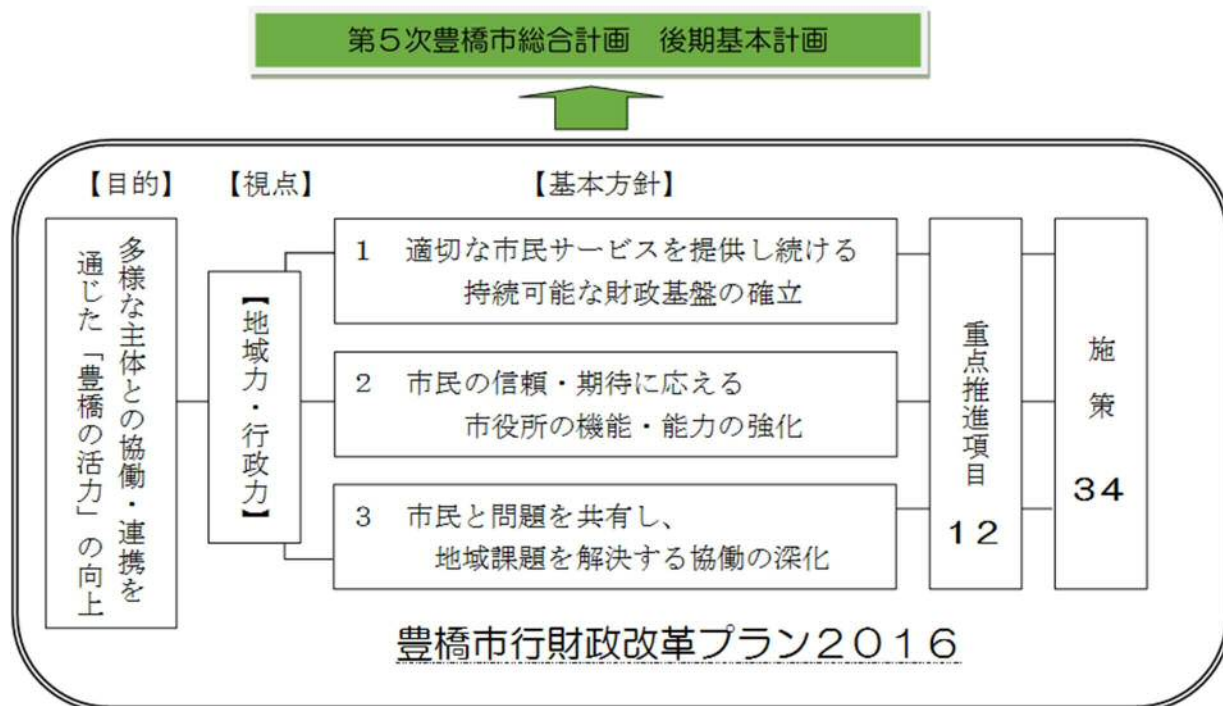 第５次豊橋市総合計画　後期基本計画
【目的】
【視点】
【基本方針】
多様な主体との協働・連携を
通じた「豊橋の活力」の向上
【地域力・行政力】
1　適切な市民サービスを提供し続ける
持続可能な財政基盤の確立
2　市民の信頼・期待に応える
市役所の機能・能力の強化
3　市民と問題を共有し、
地域課題を解決する協働の深化
重点推進項目
１２
施策
３４
豊橋市行財政改革プラン２０１６